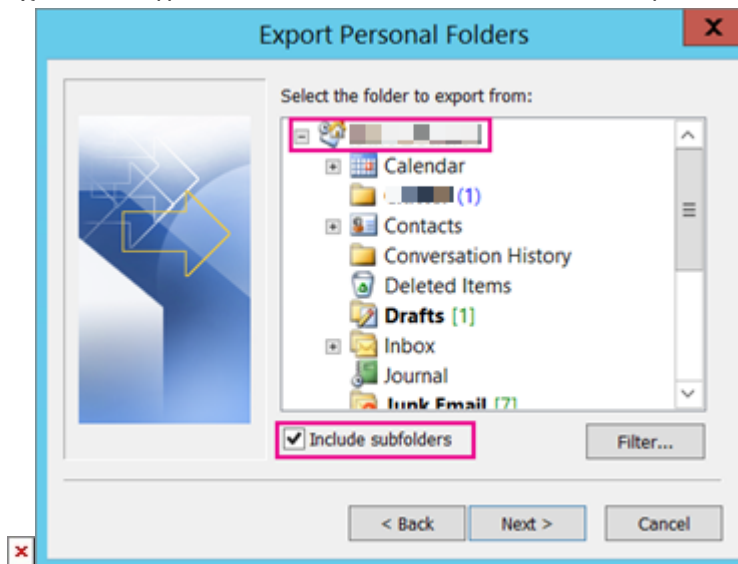 Export Personal Folders
Select the folder to export from:
Calendar
(1)
Contacts
Conversation History
Deleted Items
Drafts [1]
Inbox
Journal
Junk Email [7]
Include subfolders
Filter...
< Back
Next >
Cancel